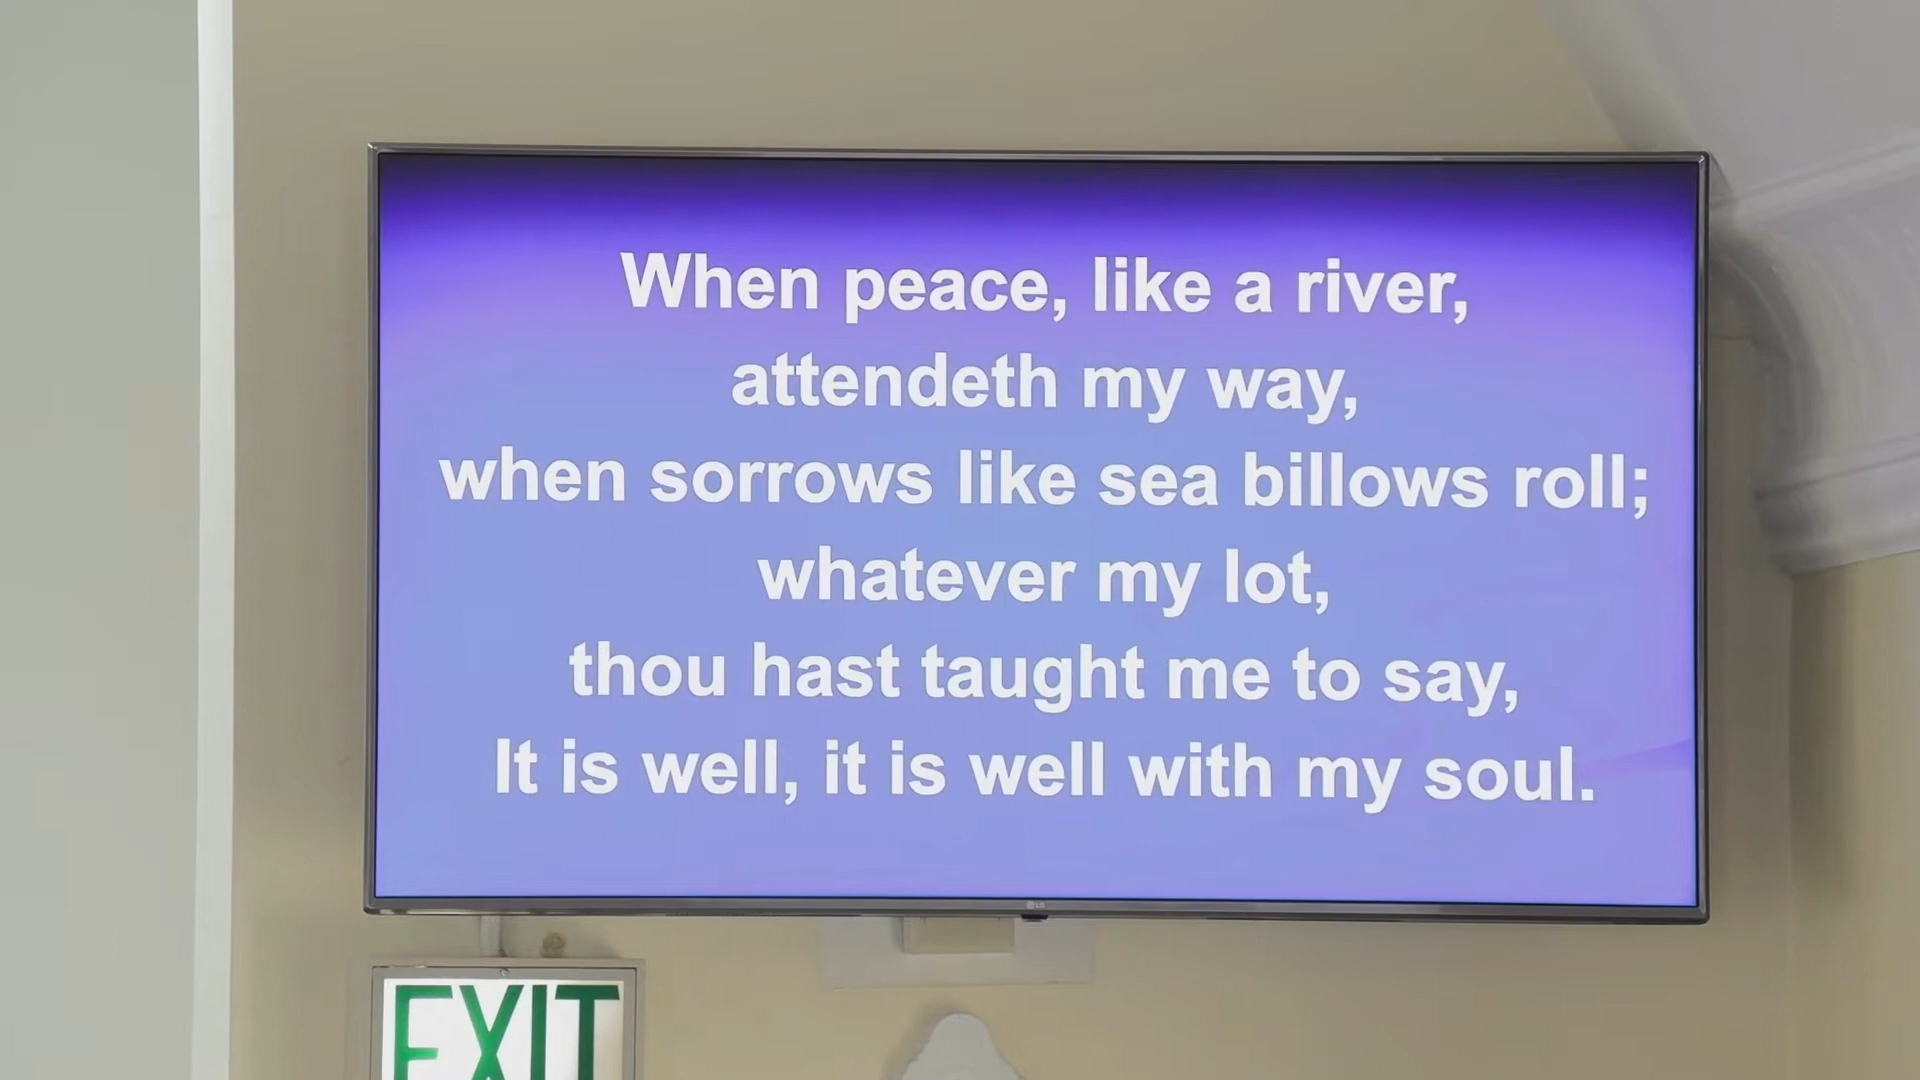 When peace, like a river,
attendeth my way,
when sorrows like sea billows roll;
whatever my lot,
thou hast taught me to say,
It is well, it is well with my soul.
LG
EXIT